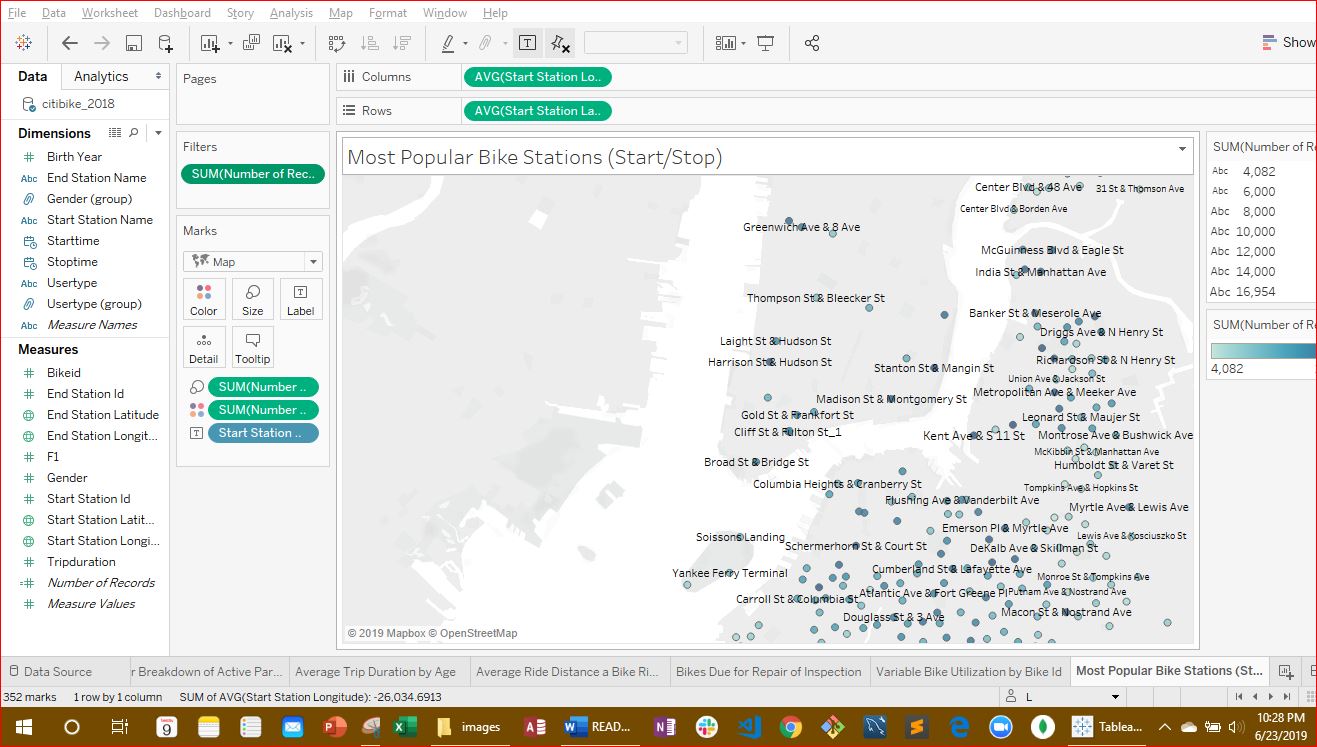 File Data Worksheet Dashboard Story Analysis Map Format Window Help
Show
Data Analytics
citibike_2018
Dimensions
Birth Year
Abc End Station Name
Gender (group)
Abc Start Station Name
Starttime
Stoptime
Abc Usertype
Usertype (group)
Abc Measure Names
Measures
Bikeid
End Station Id
End Station Latitude
End Station Longit...
F1
Gender
Start Station Id
Start Station Latit...
Start Station Longi...
Tripduration
Number of Records
Measure Values
Pages
Filters
SUM(Number of Rec..
Marks
Map
Color Size Label
Detail Tooltip
SUM(Number ..
SUM(Number ..
Start Station ..
Columns AVG(Start Station Lo..
Rows AVG(Start Station La..
Most Popular Bike Stations (Start/Stop)
Center Blvd & 48 Ave 31 St & Thomson Ave
Center Blvd & Borden Ave
Greenwich Ave & 8 Ave
McGuinness Blvd & Eagle St
India St & Manhattan Ave
Thompson St & Bleecker St
Banker St & Meserole Ave
Driggs Ave & N Henry St
Laight St & Hudson St
Harrison St & Hudson St
Richardson St & N Henry St
Stanton St & Mangin St
Union Ave & Jackson St
Metropolitan Ave & Meeker Ave
Madison St & Montgomery St
Gold St & Frankfort St
Leonard St & Maujer St
Cliff St & Fulton St_1
Kent Ave & S 11 St
Montrose Ave & Bushwick Ave
McKibbin St & Manhattan Ave
Broad St & Bridge St
Humboldt St & Varet St
Columbia Heights & Cranberry St
Tompkins Ave & Hopkins St
Flushing Ave & Vanderbilt Ave
Myrtle Ave & Lewis Ave
Emerson Pl & Myrtle Ave
Soissons Landing
Lewis Ave & Kosciuszko St
Schermerhorn St & Court St
DeKalb Ave & Skillman St
Yankee Ferry Terminal
Cumberland St & Lafayette Ave
Monroe St & Tompkins Ave
Carroll St & Columbia St
Atlantic Ave & Fort Greene Pl
Putnam Ave & Nostrand Ave
Macon St & Nostrand Ave
Douglass St & 3 Ave
© 2019 Mapbox © OpenStreetMap
SUM(Number of Re
Abc 4,082
Abc 6,000
Abc 8,000
Abc 10,000
Abc 12,000
Abc 14,000
Abc 16,954
SUM(Number of Re
4,082
Data Source r Breakdown of Active Par... Average Trip Duration by Age Average Ride Distance a Bike Ri... Bikes Due for Repair of Inspection Variable Bike Utilization by Bike Id Most Popular Bike Stations (St...
352 marks 1 row by 1 column SUM of AVG(Start Station Longitude): -26,034.6913 L
9 images READ... Tablea...
10:28 PM
6/23/2019